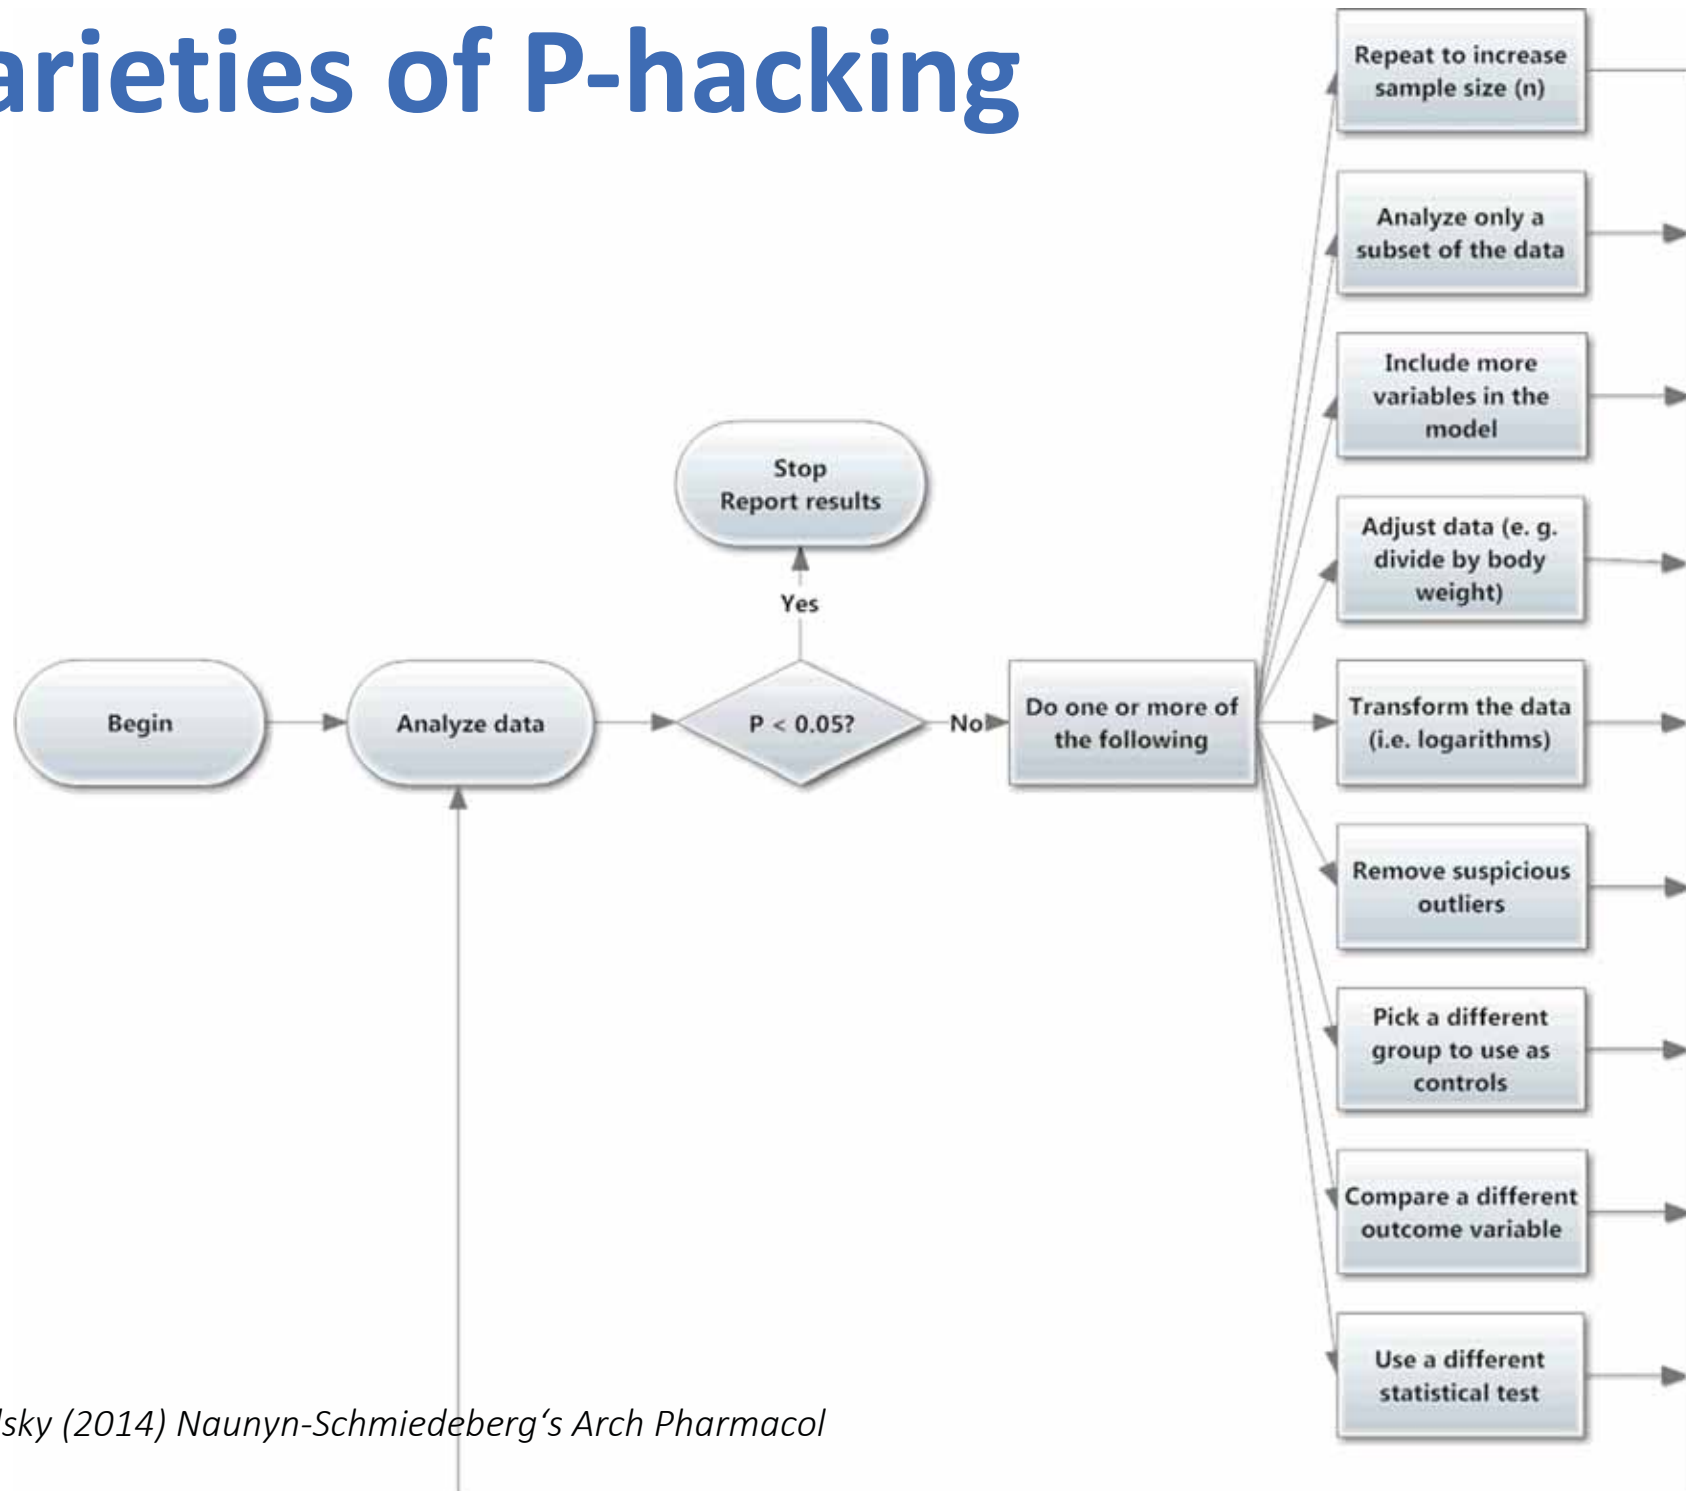 arieties of P-hacking
Repeat to increase
sample size (n)
Analyze only a
subset of the data
Include more
variables in the
model
Stop
Report results
Adjust data (e. g.
divide by body
weight)
Yes
Begin
Analyze data
P < 0.05?
No
Do one or more of
the following
Transform the data
(i.e. logarithms)
Remove suspicious
outliers
Pick a different
group to use as
controls
Compare a different
outcome variable
Use a different
statistical test
lsky (2014) Naunyn-Schmiedeberg‘s Arch Pharmacol